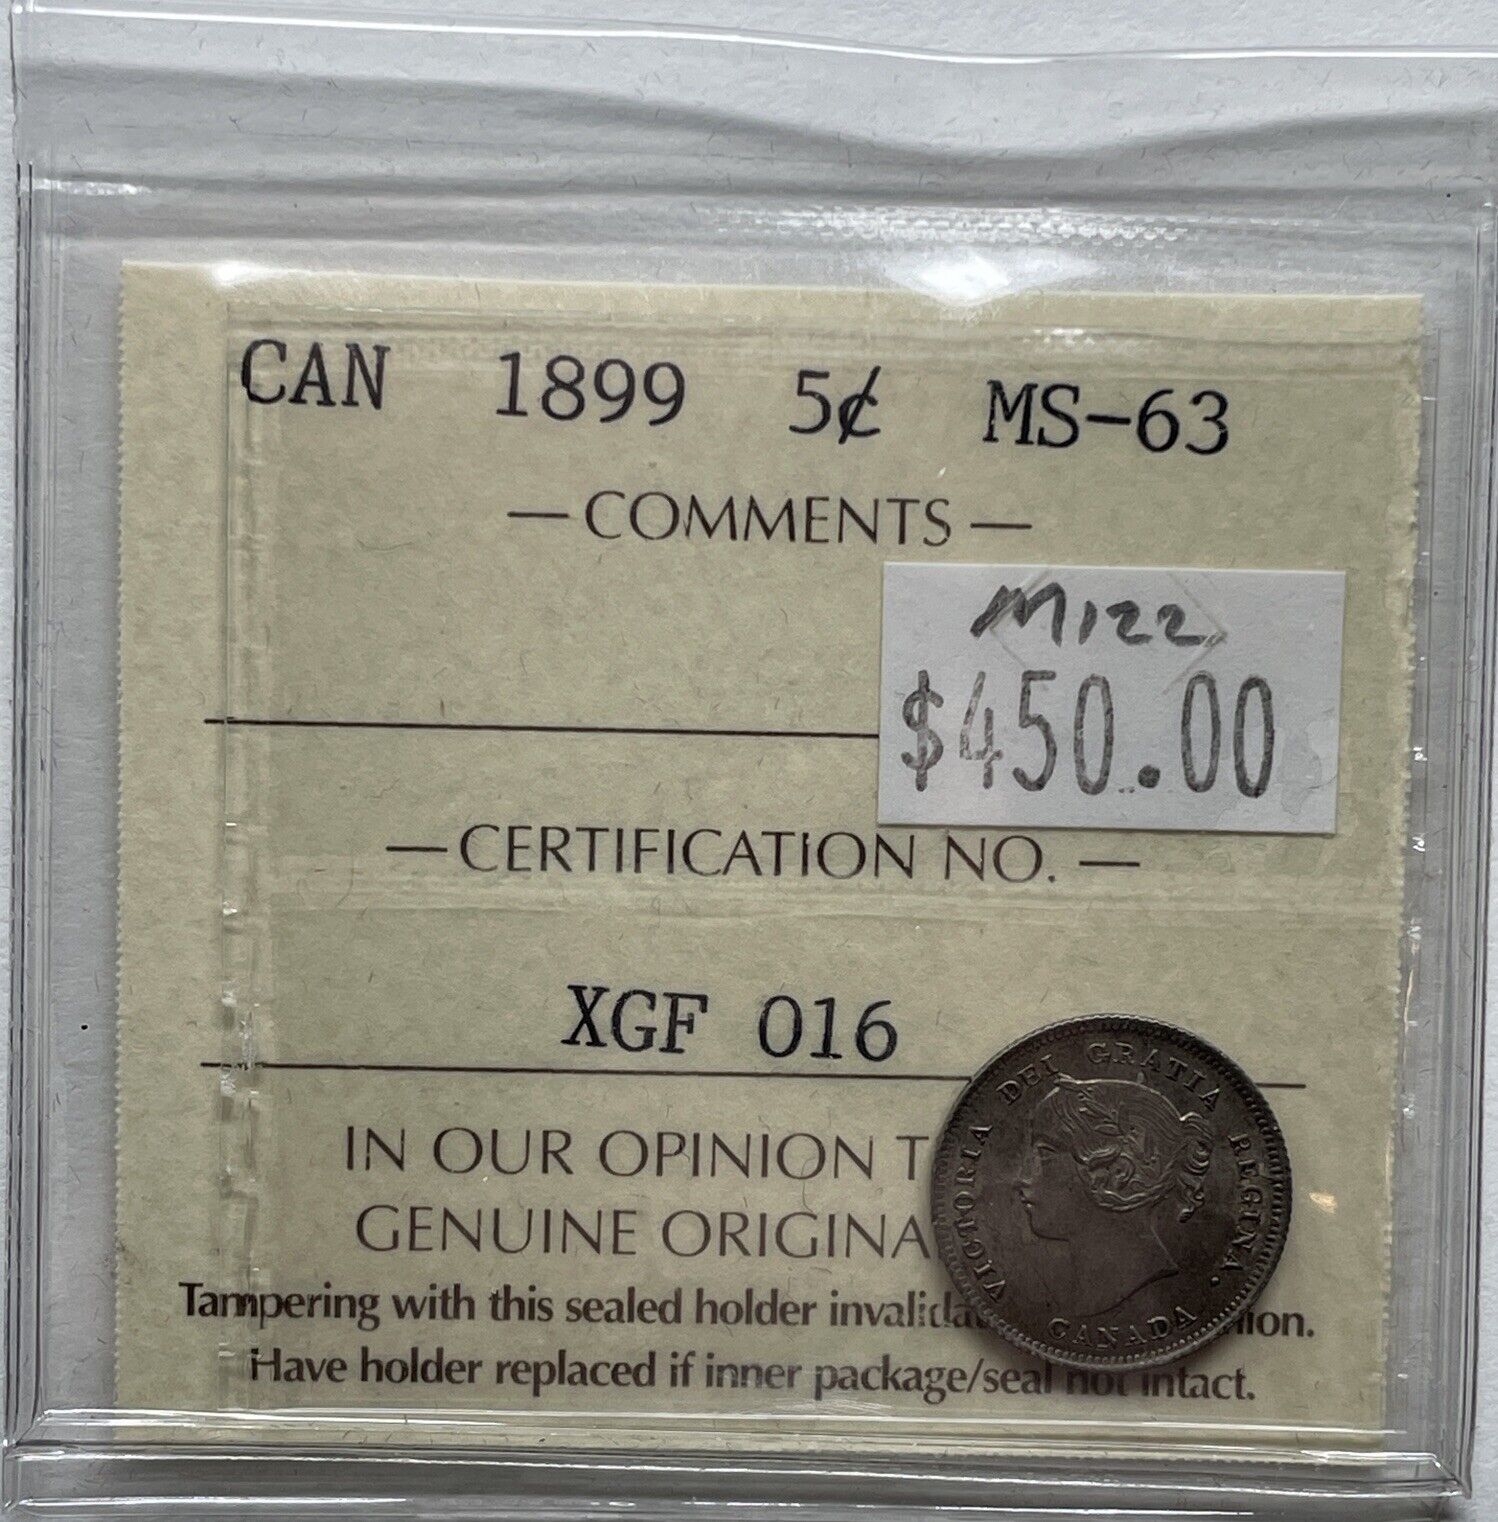 CAN 1899 5¢ MS-63
— COMMENTS —
M122
$450.00
— CERTIFICATION NO. —
XGF 016
IN OUR OPINION T
GENUINE ORIGINA
Tampering with this sealed holder invalida ion.
Have holder replaced if inner package/seal not intact.
VICTORIA DEI GRATIA REGINA.
CANADA